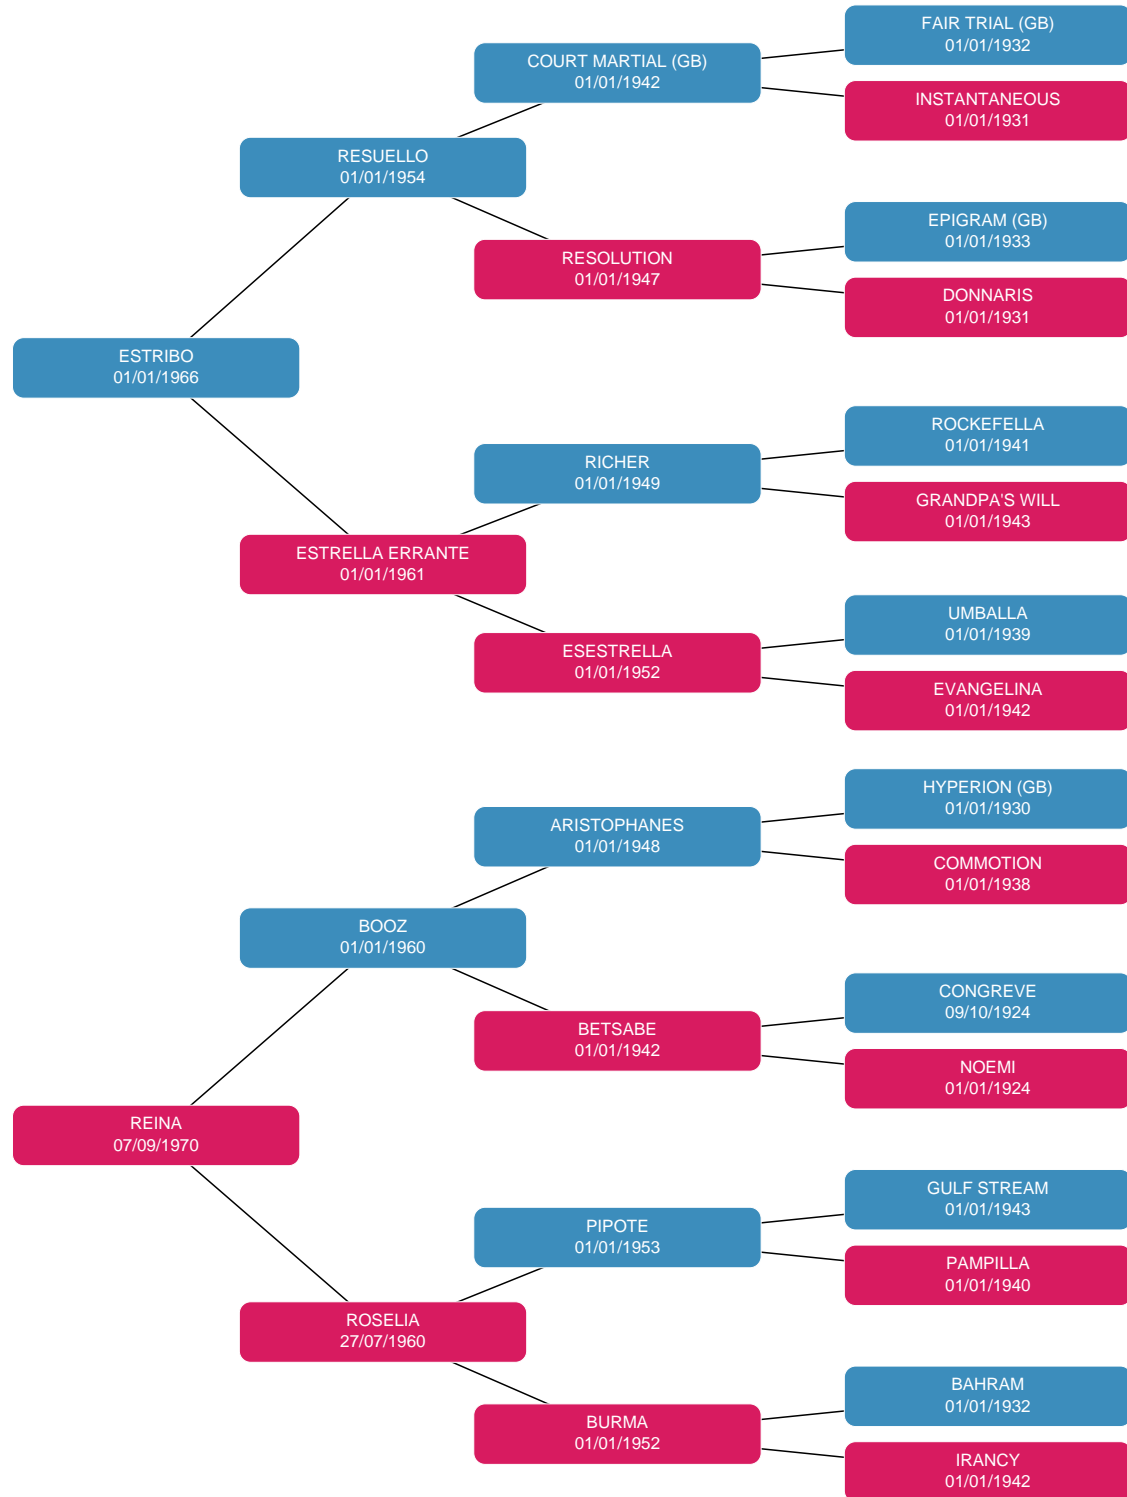 FAIR TRIAL (GB)
01/01/1932
COURT MARTIAL (GB)
01/01/1942
INSTANTANEOUS
01/01/1931
RESUELLO
01/01/1954
EPIGRAM (GB)
01/01/1933
RESOLUTION
01/01/1947
DONNARIS
01/01/1931
ESTRIBO
01/01/1966
ROCKEFELLA
01/01/1941
RICHER
01/01/1949
GRANDPA'S WILL
01/01/1943
ESTRELLA ERRANTE
01/01/1961
UMBALLA
01/01/1939
ESESTRELLA
01/01/1952
EVANGELINA
01/01/1942
HYPERION (GB)
01/01/1930
ARISTOPHANES
01/01/1948
COMMOTION
01/01/1938
BOOZ
01/01/1960
CONGREVE
09/10/1924
BETSABE
01/01/1942
NOEMI
01/01/1924
REINA
07/09/1970
GULF STREAM
01/01/1943
PIPOTE
01/01/1953
PAMPILLA
01/01/1940
ROSELIA
27/07/1960
BAHRAM
01/01/1932
BURMA
01/01/1952
IRANCY
01/01/1942